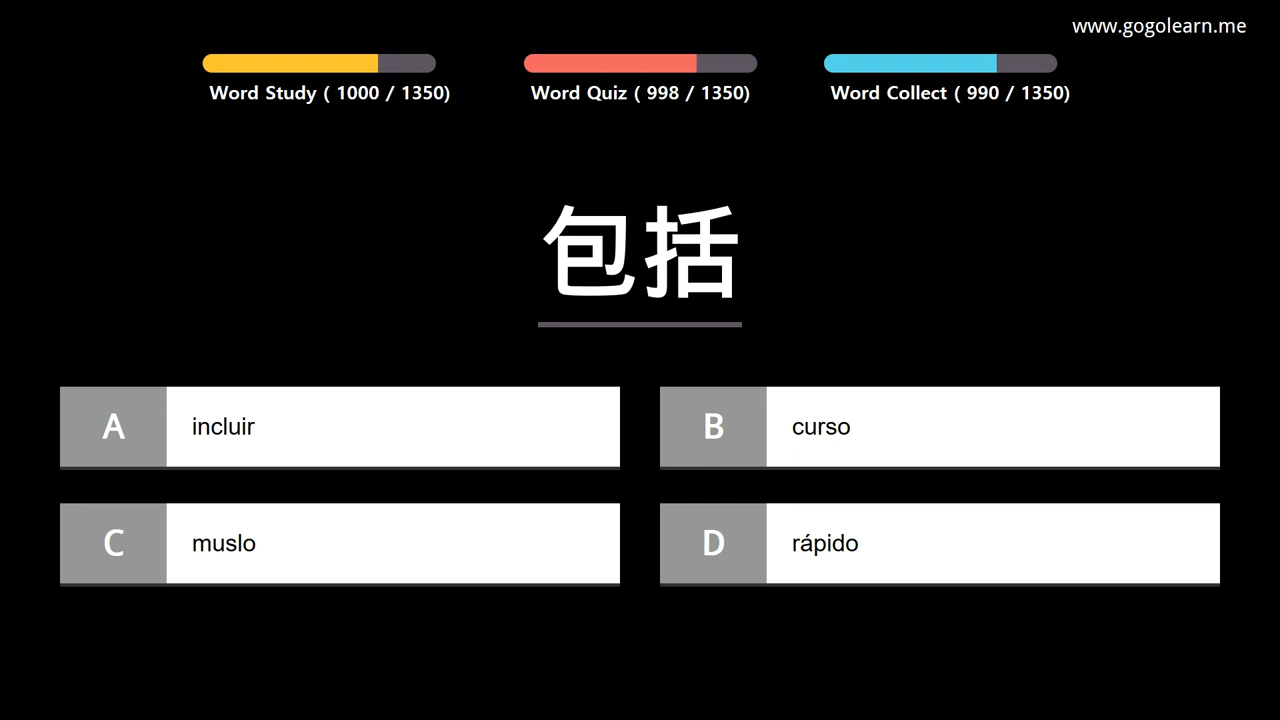 www.gogolearn.me
Word Study ( 1000 / 1350)
Word Quiz ( 998 / 1350)
Word Collect ( 990 / 1350)
包括
A incluir
B curso
C muslo
D rápido